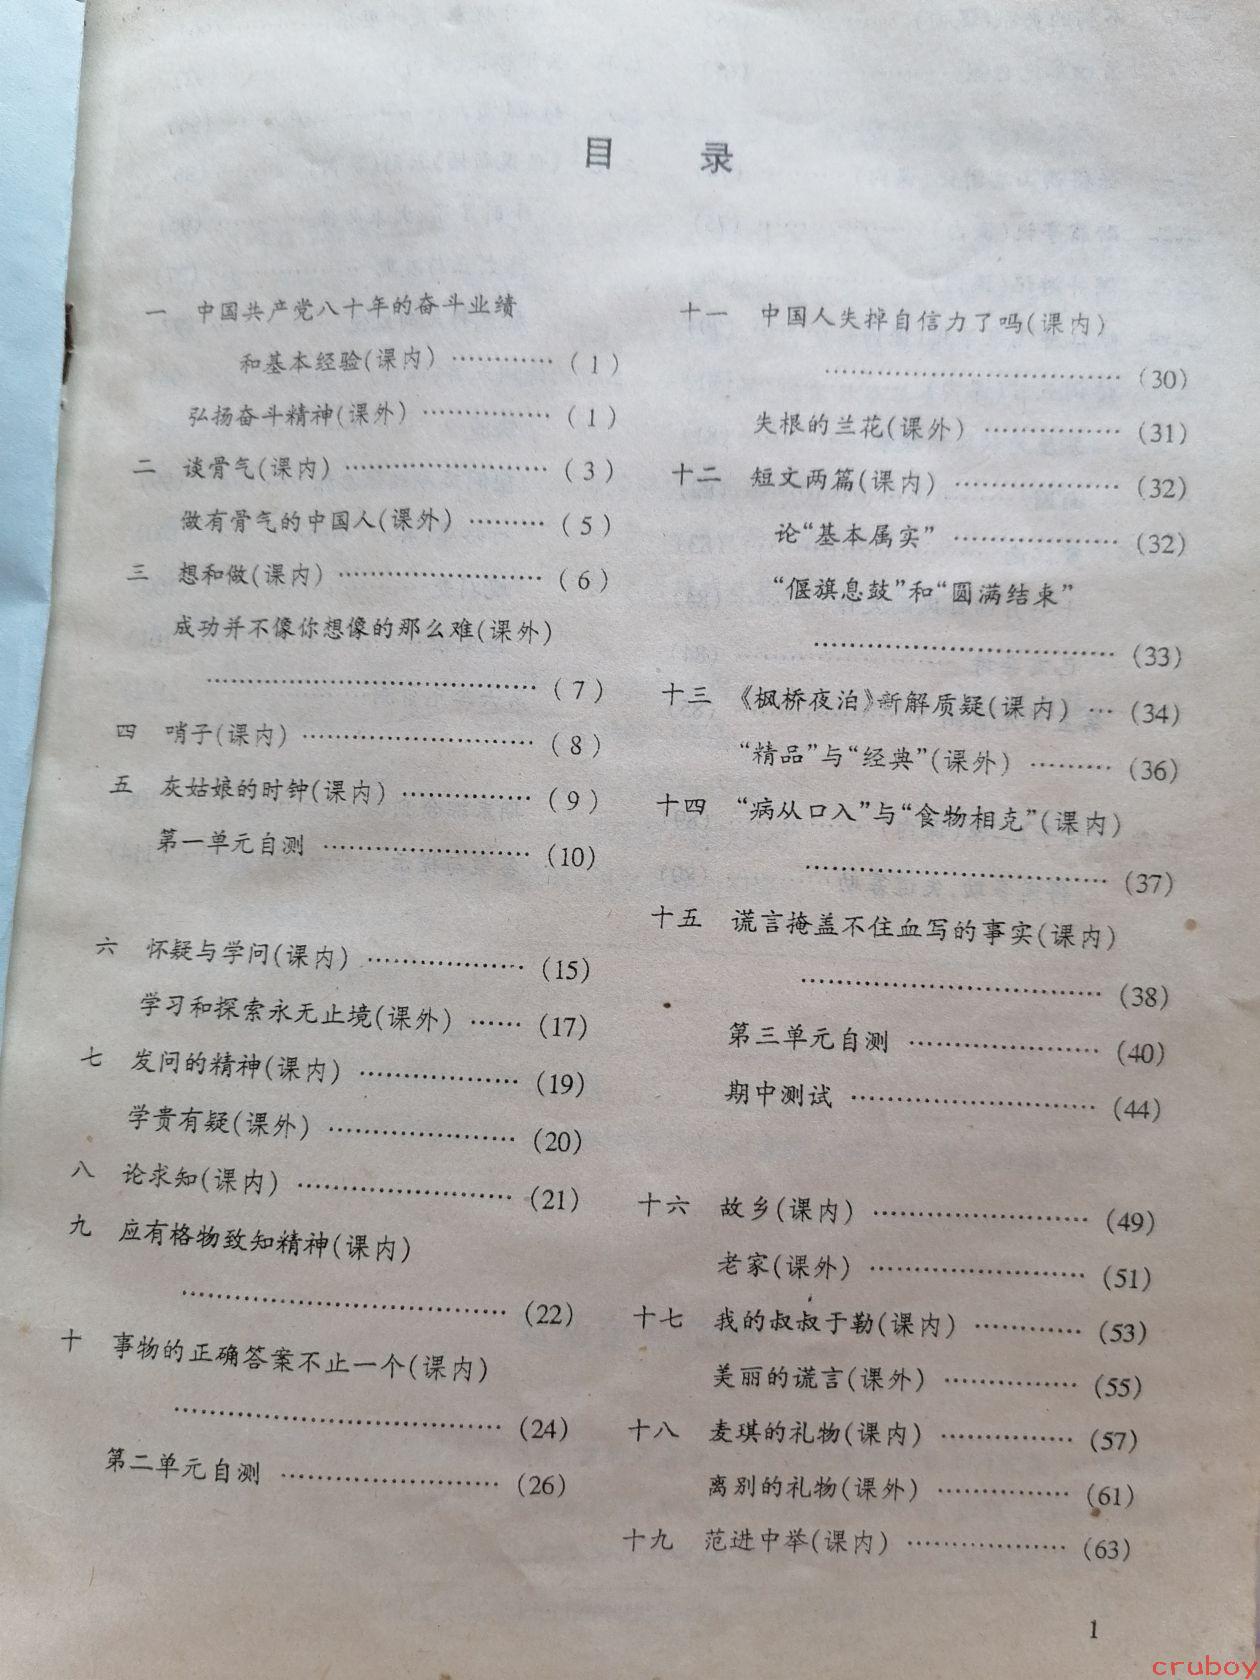 目　录
一　中国共产党八十年的奋斗业绩
和基本经验(课内) ………… (1)
弘扬奋斗精神(课外) …………… (1)
二　谈骨气(课内) …………………… (3)
做有骨气的中国人(课外) ……… (5)
三　想和做(课内) …………………… (6)
成功并不像你想像的那么难(课外)
………………………………… (7)
四　哨子(课内) ……………………… (8)
五　灰姑娘的时钟(课内) …………… (9)
第一单元自测 …………………… (10)
六　怀疑与学问(课内) ……………… (15)
学习和探索永无止境(课外) …… (17)
七　发问的精神(课内) ……………… (19)
学贵有疑(课外) ………………… (20)
八　论求知(课内) …………………… (21)
九　应有格物致知精神(课内)
………………………………… (22)
十　事物的正确答案不止一个(课内)
………………………………… (24)
第二单元自测 …………………… (26)
十一　中国人失掉自信力了吗(课内)
……………………………… (30)
失根的兰花(课外) …………… (31)
十二　短文两篇(课内) ……………… (32)
论“基本属实” ……………… (32)
“偃旗息鼓”和“圆满结束”
……………………………… (33)
十三　《枫桥夜泊》新解质疑(课内) … (34)
“精品”与“经典”(课外) ……… (36)
十四　“病从口入”与“食物相克”(课内)
……………………………… (37)
十五　谎言掩盖不住血写的事实(课内)
……………………………… (38)
第三单元自测 ………………… (40)
期中测试 ……………………… (44)
十六　故乡(课内) …………………… (49)
老家(课外) …………………… (51)
十七　我的叔叔于勒(课内) ………… (53)
美丽的谎言(课外) …………… (55)
十八　麦琪的礼物(课内) …………… (57)
离别的礼物(课外) …………… (61)
十九　范进中举(课内) ……………… (63)
1
cruboy